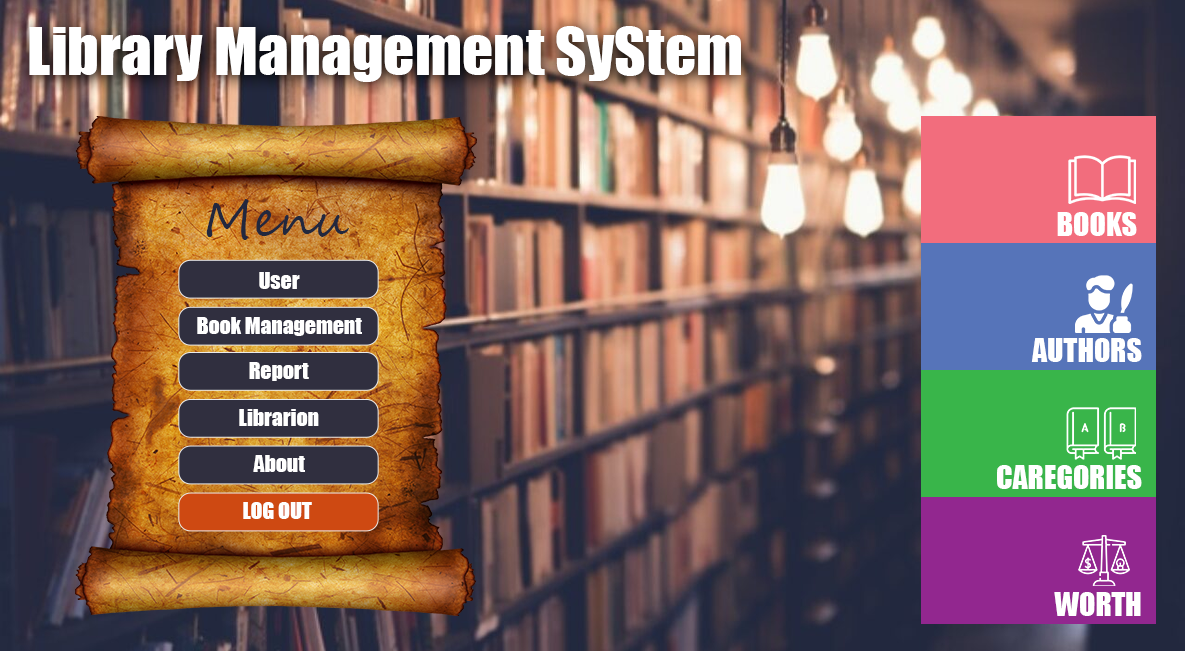 Library Management SyStem
Menu
User
Book Management
Report
Librarion
About
LOG OUT
BOOKS
AUTHORS
A B
CAREGORIES
$
WORTH